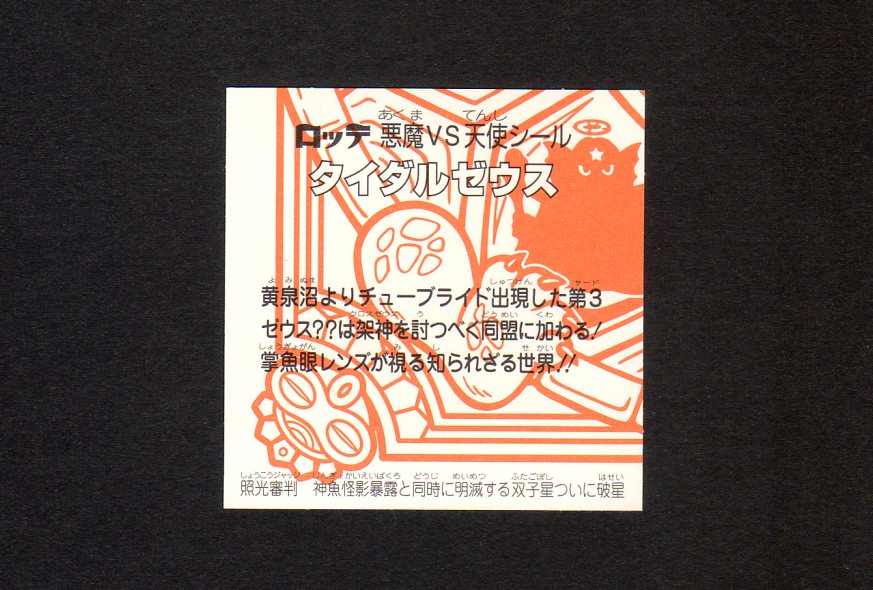 あくま てんし
ロッテ 悪魔VS天使シール
タイダルゼウス
よみぬま しゅつげん サード
黄泉沼よりチューブライド出現した第3
クロスゼウス う どうめい くわ
ゼウス??は架神を討つべく同盟に加わる!
しょうぎょがん み し せかい
掌魚眼レンズが視る知られざる世界!!
しょうこうジャッジ じんぎょかいえいばくろ どうじ めいめつ ふたごぼし はせい
照光審判 神魚怪影暴露と同時に明滅する双子星ついに破星